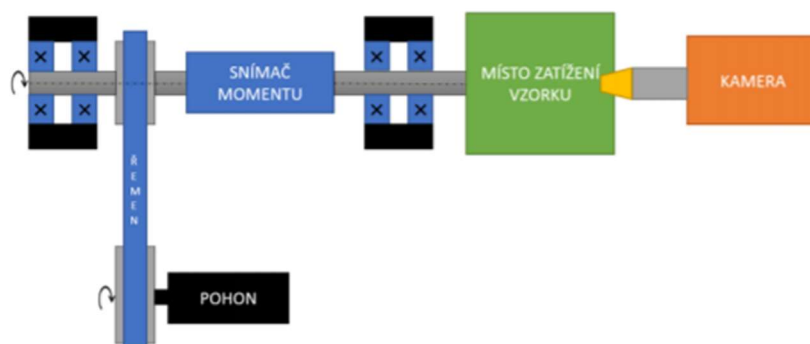 SNÍMAČ
MOMENTU
MÍSTO ZATÍŽENÍ
VZORKU
KAMERA
ŘEMEN
POHON